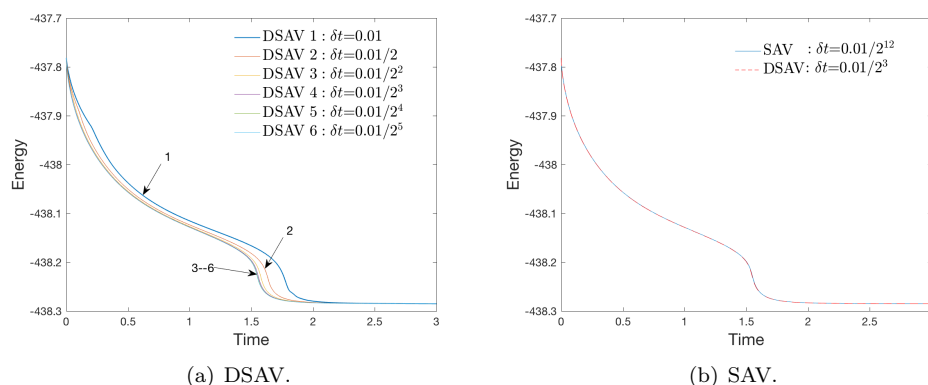 -437.7
-437.8
-437.9
-438
-438.1
-438.2
-438.3
Energy
0 0.5 1 1.5 2 2.5 3
Time
DSAV 1 : δt=0.01
DSAV 2 : δt=0.01/2
DSAV 3 : δt=0.01/2²
DSAV 4 : δt=0.01/2³
DSAV 5 : δt=0.01/2⁴
DSAV 6 : δt=0.01/2⁵
1
2
3--6
(a) DSAV.
-437.7
-437.8
-437.9
-438
-438.1
-438.2
-438.3
Energy
0 0.5 1 1.5 2 2.5
Time
SAV : δt=0.01/2¹²
DSAV: δt=0.01/2³
(b) SAV.